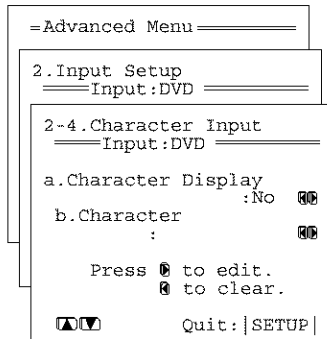 Advanced Menu
2.Input Setup
Input:DVD
2-4.Character Input
Input:DVD
a.Character Display
:No
b.Character
:
Press to edit.
to clear.
Quit:|SETUP|